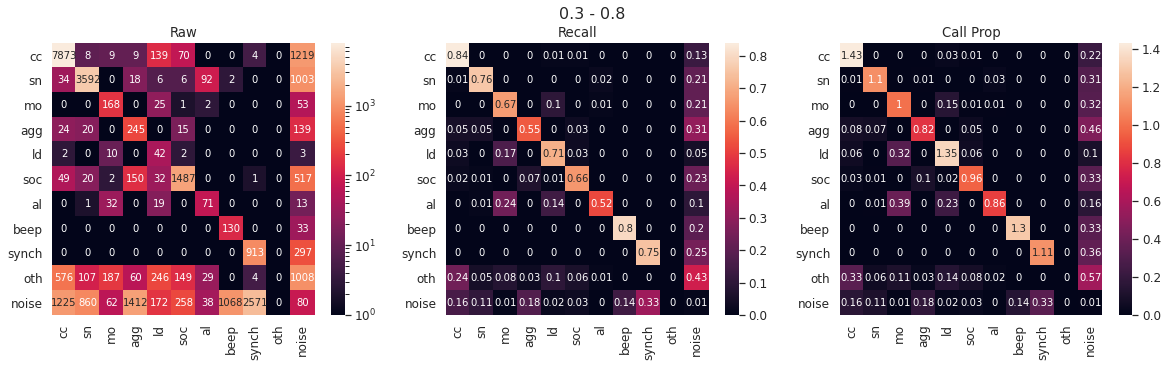 0.3 - 0.8
Raw
cc 7873 8 9 9 139 70 0 0 4 0 1219
sn 34 3592 0 18 6 6 92 2 0 0 1003
mo 0 0 168 0 25 1 2 0 0 0 53
agg 24 20 0 245 0 15 0 0 0 0 139
ld 2 0 10 0 42 2 0 0 0 0 3
soc 49 20 2 150 32 1487 0 0 1 0 517
al 0 1 32 0 19 0 71 0 0 0 13
beep 0 0 0 0 0 0 0 130 0 0 33
synch 0 0 0 0 0 0 0 0 913 0 297
oth 576 107 187 60 246 149 29 0 4 0 1008
noise 1225 860 62 1412 172 258 38 1068 2571 0 80
cc sn mo agg ld soc al beep synch oth noise
10³
10²
10¹
10⁰
Recall
0.84 0 0 0 0.01 0.01 0 0 0 0 0.13
0.01 0.76 0 0 0 0 0.02 0 0 0 0.21
0 0 0.67 0 0.1 0 0.01 0 0 0 0.21
0.05 0.05 0 0.55 0 0.03 0 0 0 0 0.31
0.03 0 0.17 0 0.71 0.03 0 0 0 0 0.05
0.02 0.01 0 0.07 0.01 0.66 0 0 0 0 0.23
0 0.01 0.24 0 0.14 0 0.52 0 0 0 0.1
0 0 0 0 0 0 0 0.8 0 0 0.2
0 0 0 0 0 0 0 0 0.75 0 0.25
0.24 0.05 0.08 0.03 0.1 0.06 0.01 0 0 0 0.43
0.16 0.11 0.01 0.18 0.02 0.03 0 0.14 0.33 0 0.01
cc sn mo agg ld soc al beep synch oth noise
0.8
0.7
0.6
0.5
0.4
0.3
0.2
0.1
0.0
Call Prop
cc 1.43 0 0 0 0.03 0.01 0 0 0 0 0.22
sn 0.01 1.1 0 0.01 0 0 0.03 0 0 0 0.31
mo 0 0 1 0 0.15 0.01 0.01 0 0 0 0.32
agg 0.08 0.07 0 0.82 0 0.05 0 0 0 0 0.46
ld 0.06 0 0.32 0 1.35 0.06 0 0 0 0 0.1
soc 0.03 0.01 0 0.1 0.02 0.96 0 0 0 0 0.33
al 0 0.01 0.39 0 0.23 0 0.86 0 0 0 0.16
beep 0 0 0 0 0 0 0 1.3 0 0 0.33
synch 0 0 0 0 0 0 0 0 1.11 0 0.36
oth 0.33 0.06 0.11 0.03 0.14 0.08 0.02 0 0 0 0.57
noise 0.16 0.11 0.01 0.18 0.02 0.03 0 0.14 0.33 0 0.01
cc sn mo agg ld soc al beep synch oth noise
1.4
1.2
1.0
0.8
0.6
0.4
0.2
0.0